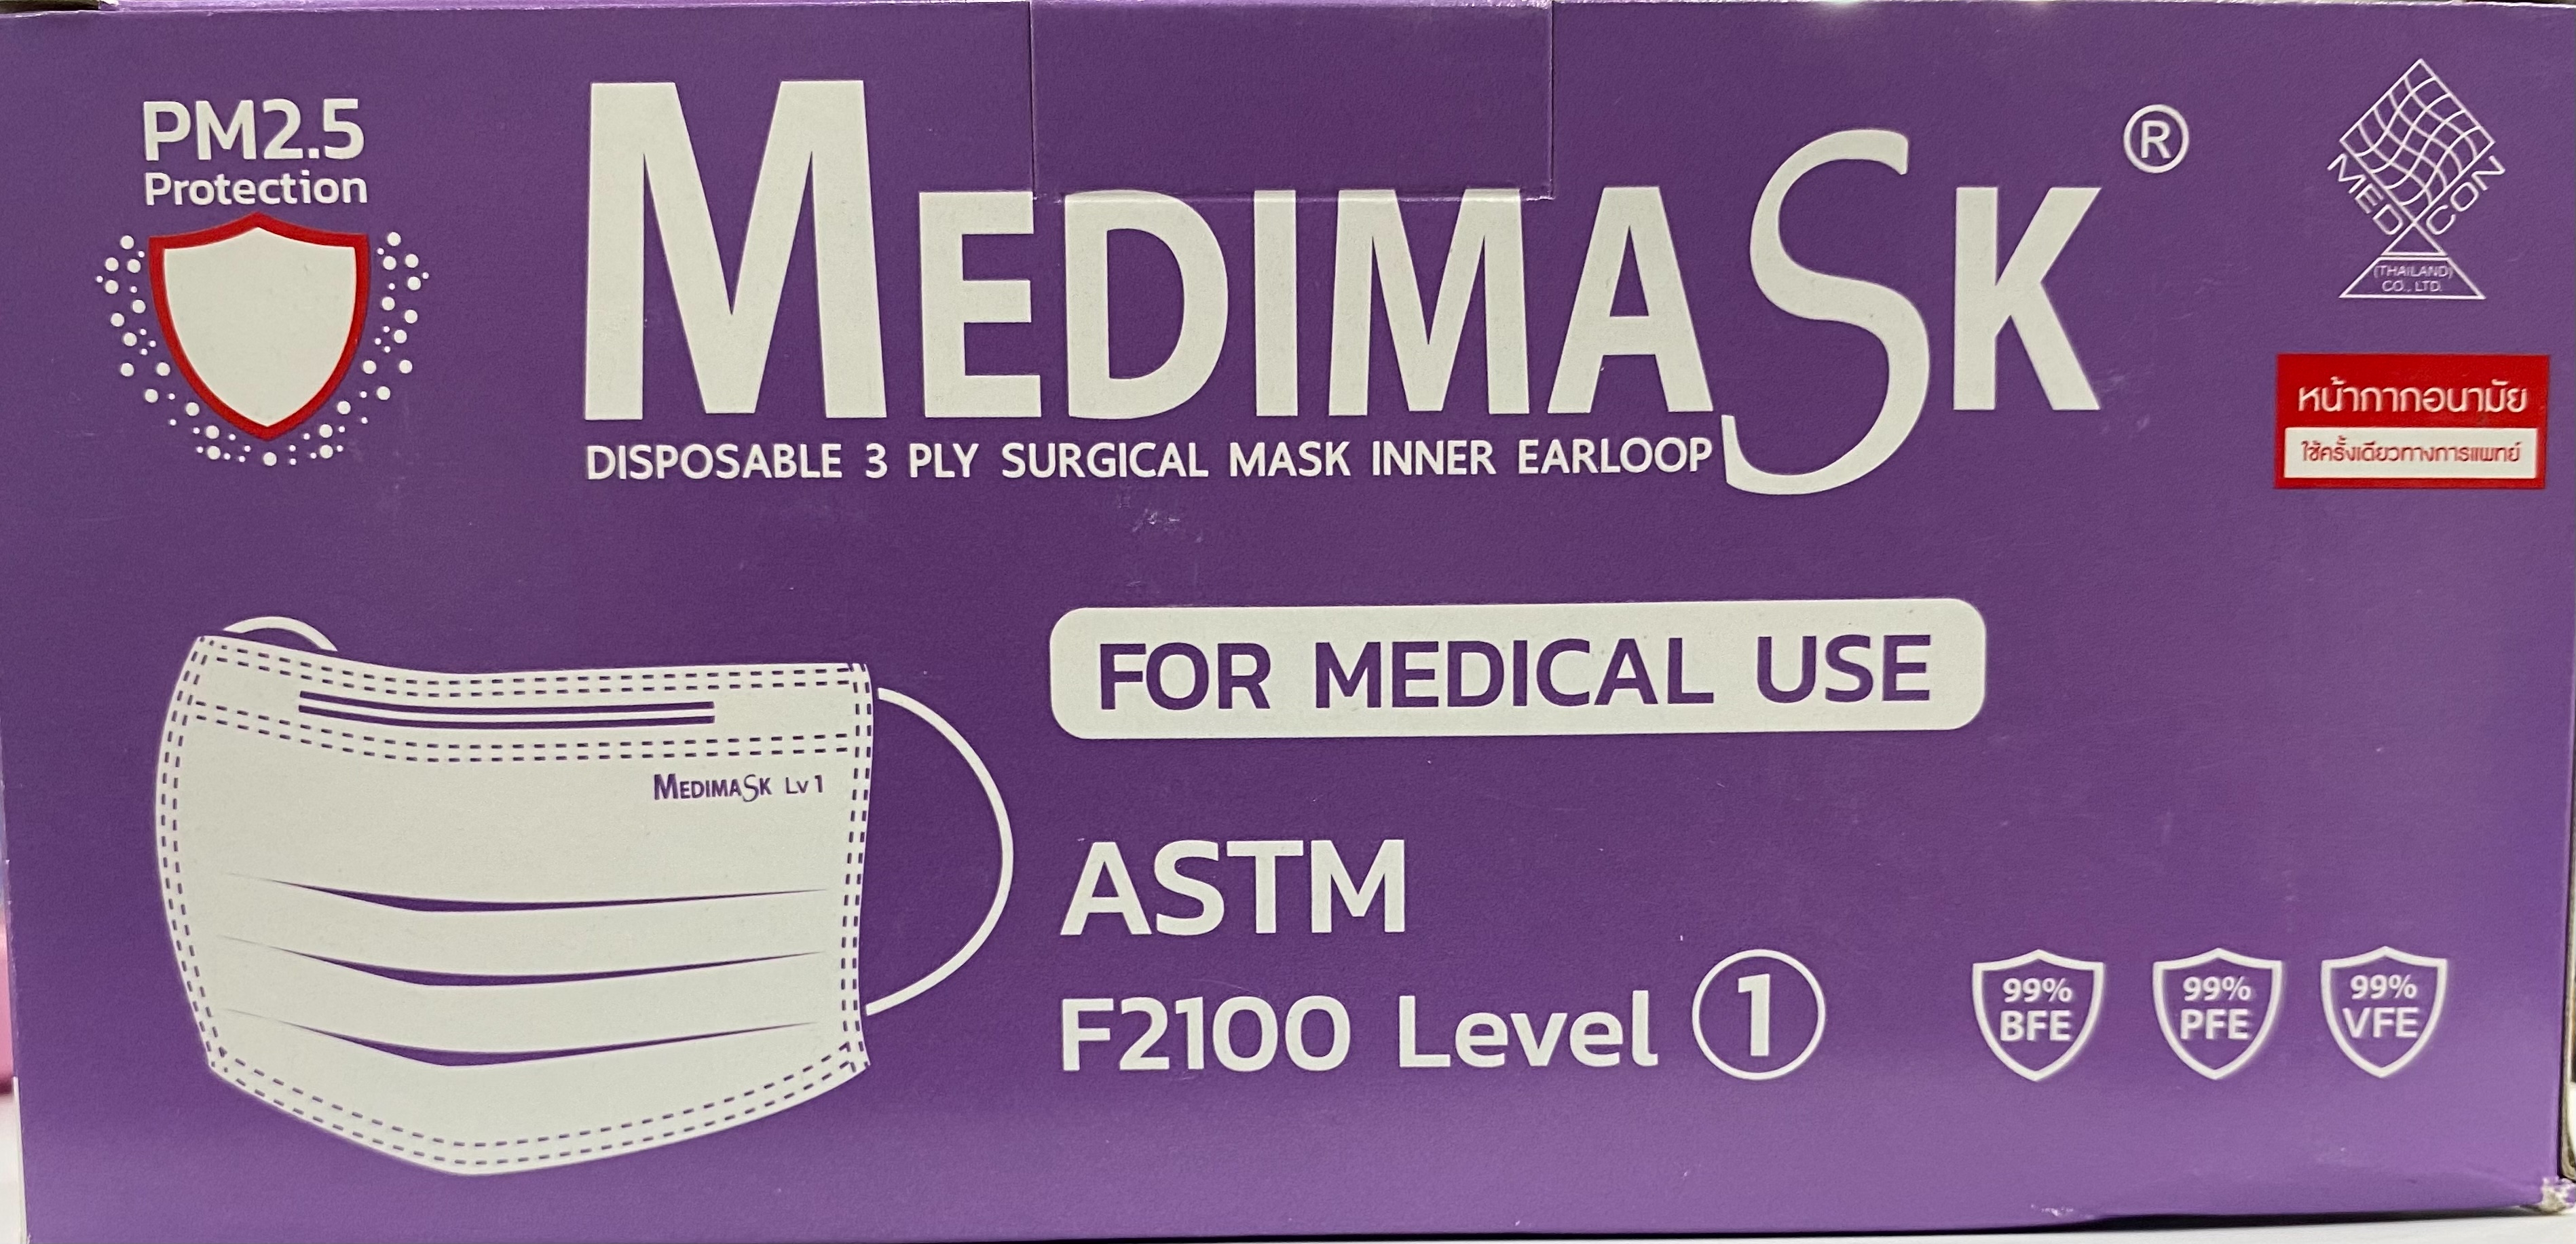 PM2.5
Protection
MEDIMASK®
DISPOSABLE 3 PLY SURGICAL MASK INNER EARLOOP
MEDICON
(THAILAND)
CO., LTD.
หน้ากากอนามัย
ใช้ครั้งเดียวทางการแพทย์
FOR MEDICAL USE
MEDIMASK Lv 1
ASTM
F2100 Level 1
99%
BFE
99%
PFE
99%
VFE